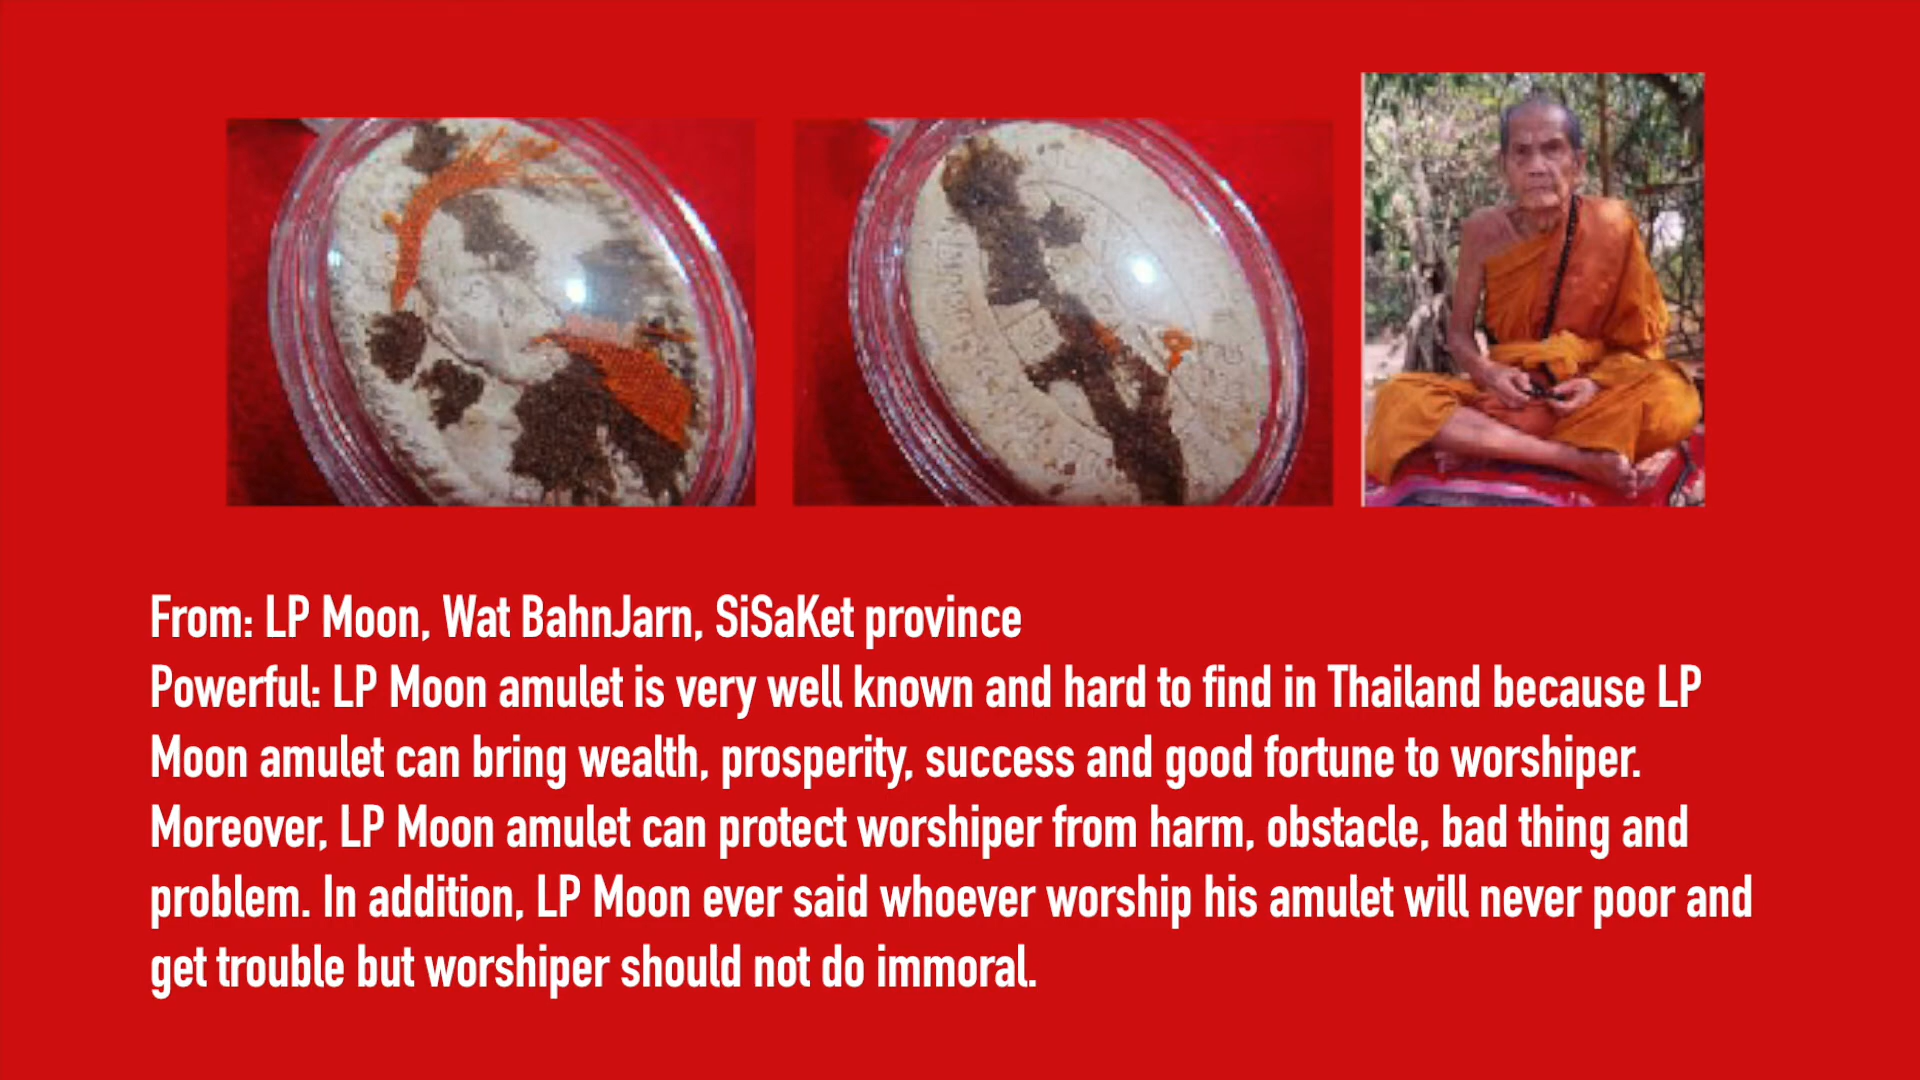 From: LP Moon, Wat BahnJarn, SiSaKet province
Powerful: LP Moon amulet is very well known and hard to find in Thailand because LP
Moon amulet can bring wealth, prosperity, success and good fortune to worshiper.
Moreover, LP Moon amulet can protect worshiper from harm, obstacle, bad thing and
problem. In addition, LP Moon ever said whoever worship his amulet will never poor and
get trouble but worshiper should not do immoral.